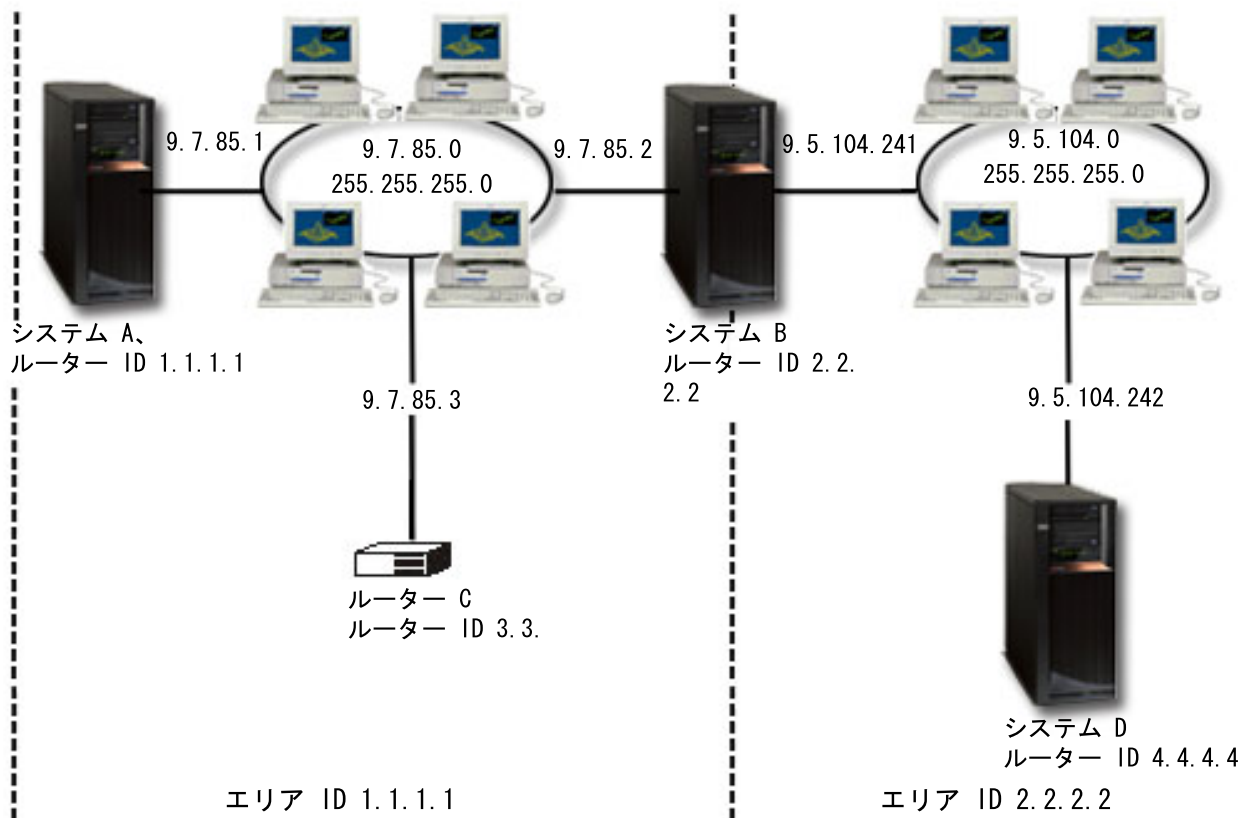 9.7.85.1
9.7.85.0
255.255.255.0
9.7.85.2
9.5.104.241
9.5.104.0
255.255.255.0
システム A、
ルーター ID 1.1.1.1
システム B
ルーター ID 2.2.
2.2
9.7.85.3
9.5.104.242
ルーター C
ルーター ID 3.3.
システム D
ルーター ID 4.4.4.4
エリア ID 1.1.1.1
エリア ID 2.2.2.2